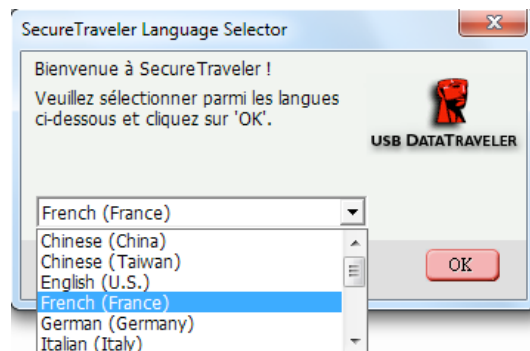 SecureTraveler Language Selector
Bienvenue à SecureTraveler !
Veuillez sélectionner parmi les langues
ci-dessous et cliquez sur 'OK'.
USB DATATRAVELER
French (France)
Chinese (China)
Chinese (Taiwan)
English (U.S.)
French (France)
German (Germany)
Italian (Italy)
OK